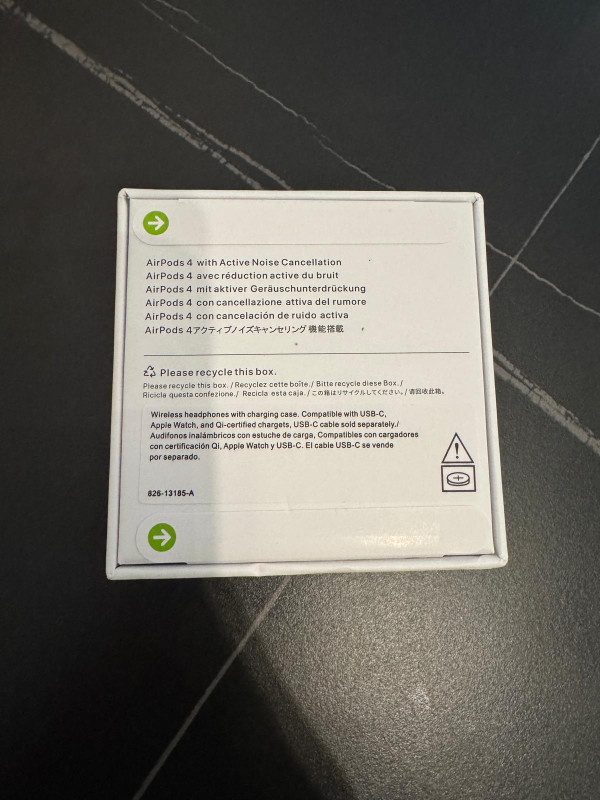 AirPods 4 with Active Noise Cancellation
AirPods 4 avec réduction active du bruit
AirPods 4 mit aktiver Geräuschunterdrückung
AirPods 4 con cancellazione attiva del rumore
AirPods 4 con cancelación de ruido activa
AirPods 4アクティブノイズキャンセリング 機能搭載
Please recycle this box.
Please recycle this box. / Recyclez cette boîte. / Bitte recycle diese Box. /
Ricicla questa confezione. / Recicla esta caja. / この箱はリサイクルしてください。/ 请回收此箱。
Wireless headphones with charging case. Compatible with USB-C,
Apple Watch, and Qi-certified chargets, USB-C cable sold separately./
Audifonos inalámbricos con estuche de carga, Compatibles con cargadores
con certificación Qi, Apple Watch y USB-C. El cable USB-C se vende
por separado.
826-13185-A